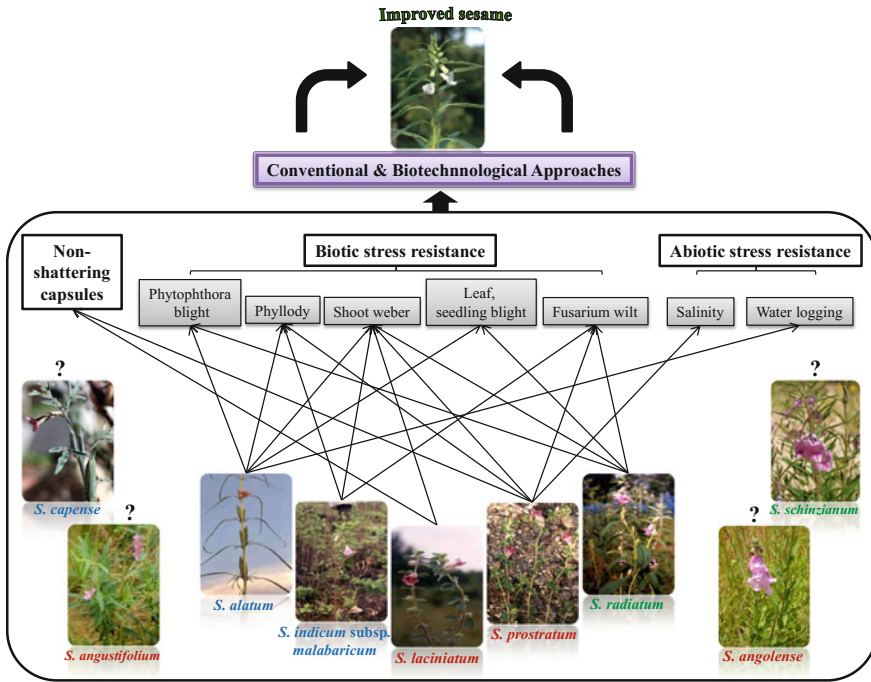 Improved sesame
Conventional & Biotechnnological Approaches
Non-
shattering
capsules
Biotic stress resistance
Abiotic stress resistance
Phytophthora
blight
Phyllody
Shoot weber
Leaf,
seedling blight
Fusarium wilt
Salinity
Water logging
?
S. capense
?
S. angustifolium
S. alatum
S. indicum subsp.
malabaricum
S. laciniatum
S. prostratum
S. radiatum
?
S. schinzianum
?
S. angolense